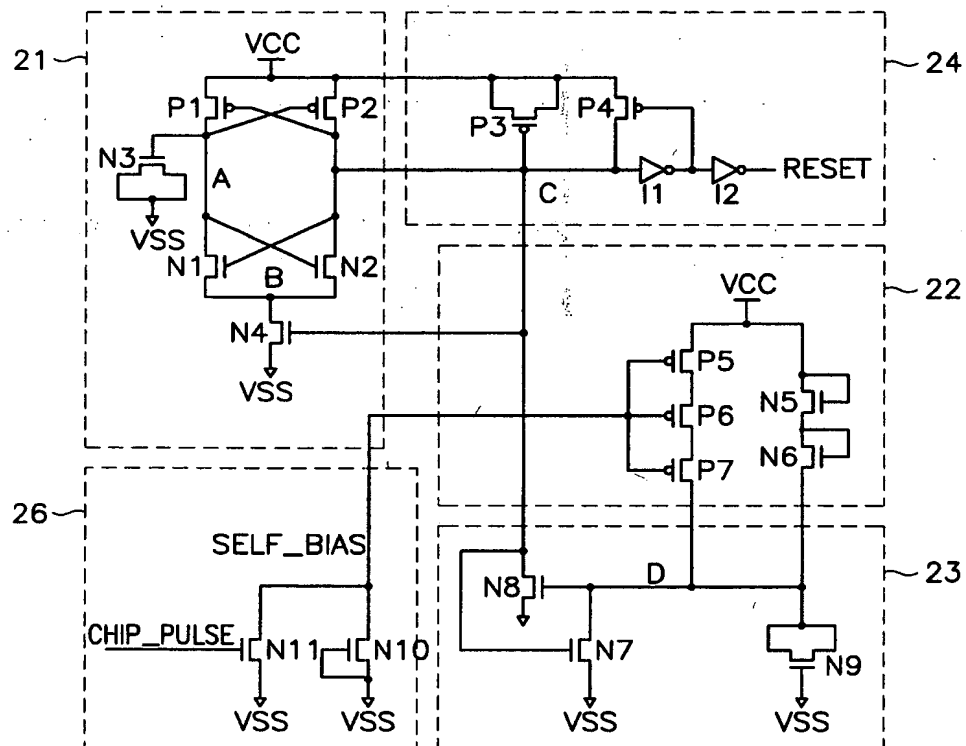 21
VCC
P1
P2
N3
A
VSS
N1
N2
B
N4
VSS
24
P3
P4
C
I1
I2
RESET
22
VCC
P5
N5
P6
N6
P7
26
SELF_BIAS
CHIP_PULSE
N11
N10
VSS
VSS
23
D
N8
N7
N9
VSS
VSS